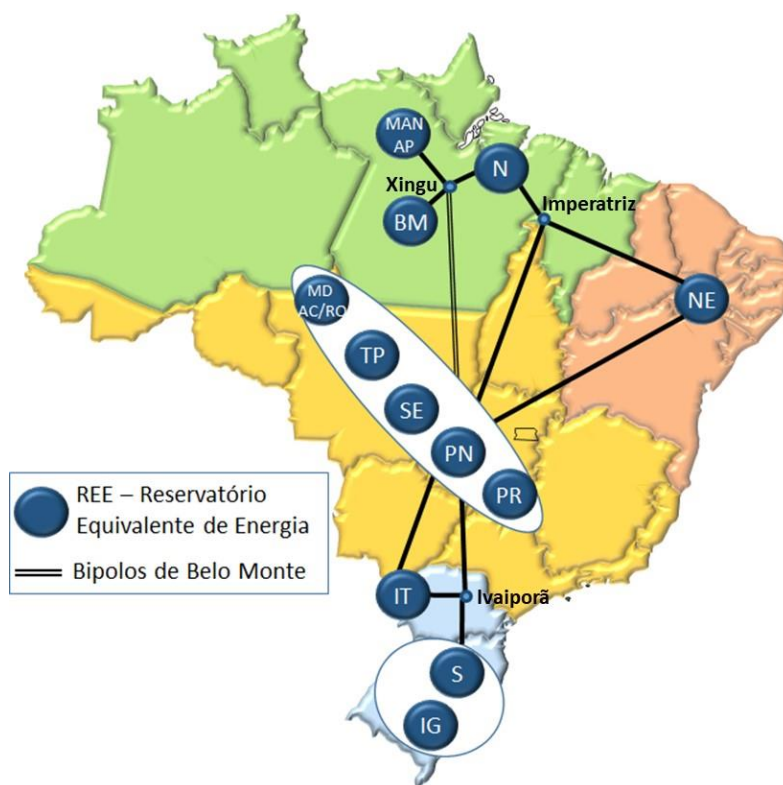 MAN
AP
N
Xingu
Imperatriz
BM
MD
AC/RO
NE
TP
SE
PN
PR
REE – Reservatório
Equivalente de Energia
Bipolos de Belo Monte
IT
Ivaiporã
S
IG